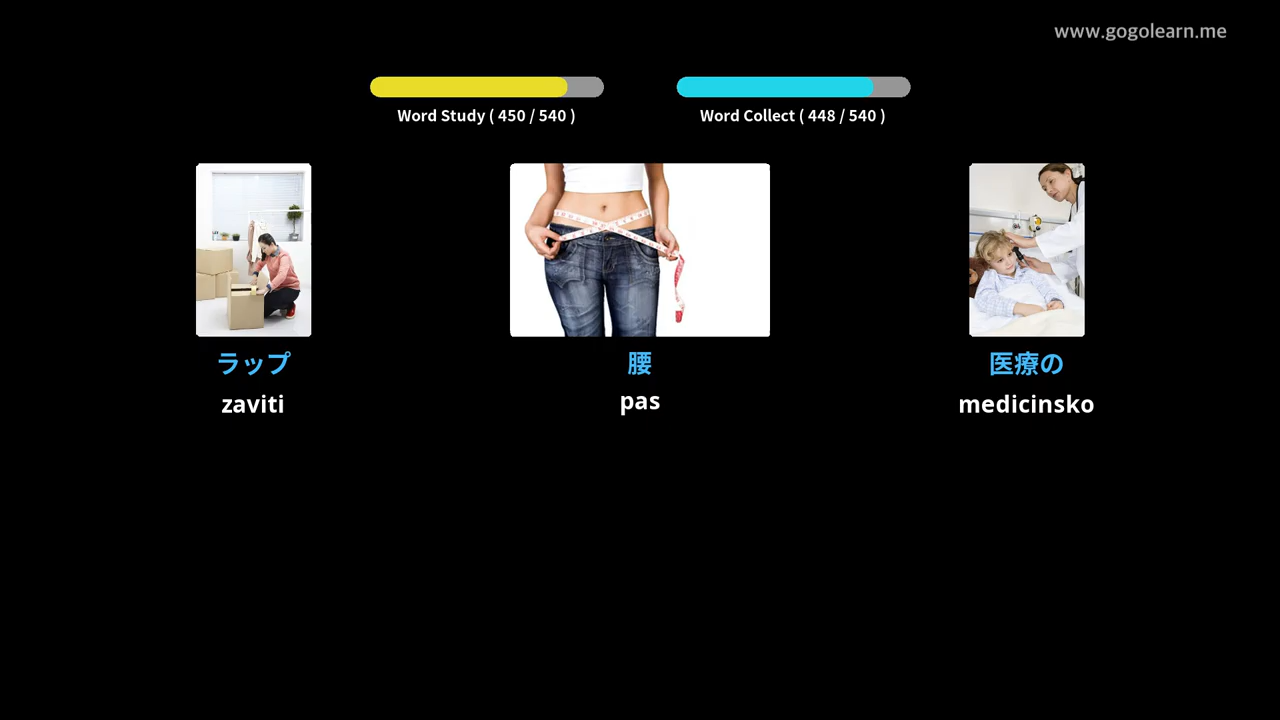 www.gogolearn.me
Word Study ( 450 / 540 )
Word Collect ( 448 / 540 )
ラップ
zaviti
腰
pas
医療の
medicinsko